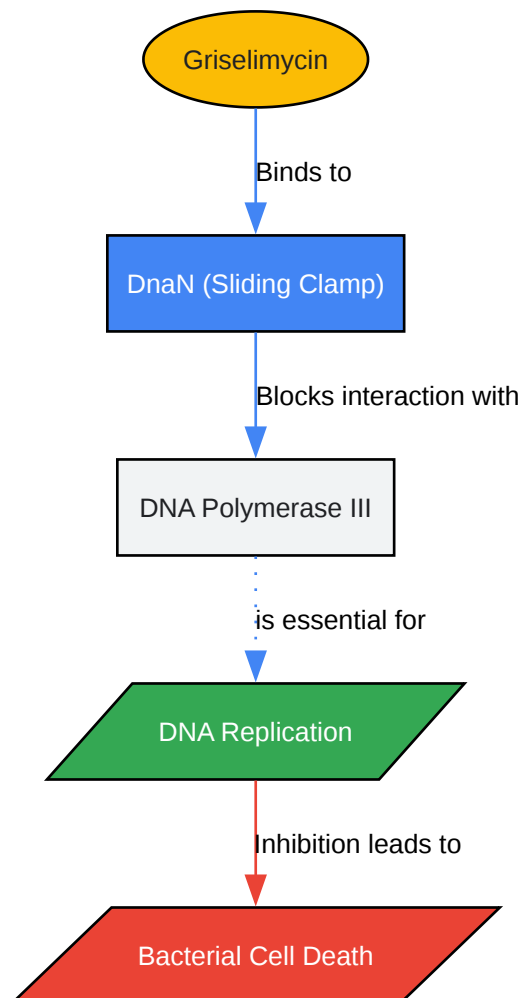 Griselimycin
Binds to
DnaN (Sliding Clamp)
Blocks interaction with
DNA Polymerase III
is essential for
DNA Replication
Inhibition leads to
Bacterial Cell Death